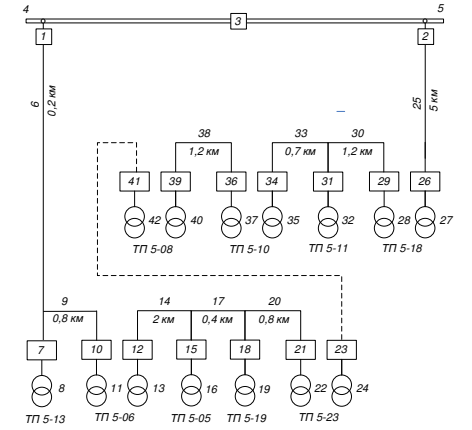 4 5
3
1 2
6 0,2 км
25 5 км
38 33 30
1,2 км 0,7 км 1,2 км
41 39 36 34 31 29 26
42 40 37 35 32 28 27
ТП 5-08 ТП 5-10 ТП 5-11 ТП 5-18
9 14 17 20
0,8 км 2 км 0,4 км 0,8 км
7 10 12 15 18 21 23
8 11 13 16 19 22 24
ТП 5-13 ТП 5-06 ТП 5-05 ТП 5-19 ТП 5-23